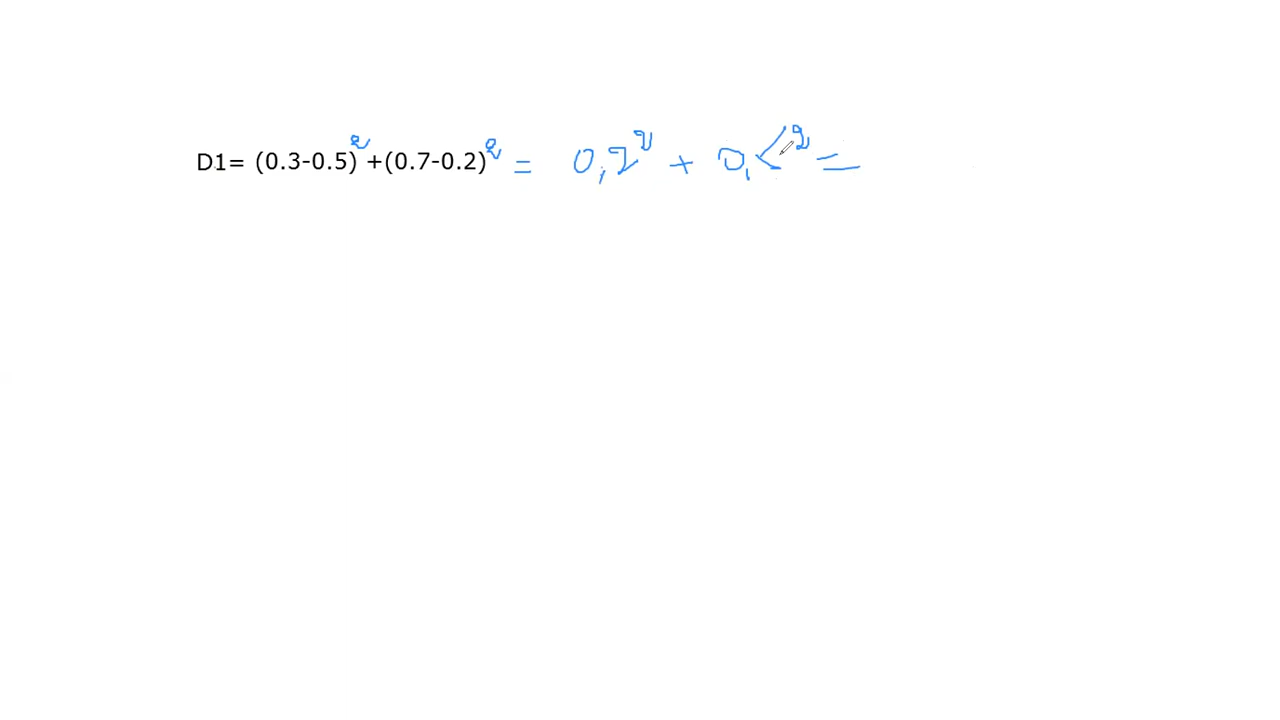 D1= (0.3-0.5)² +(0.7-0.2)² = 0,2² + 0,5² =